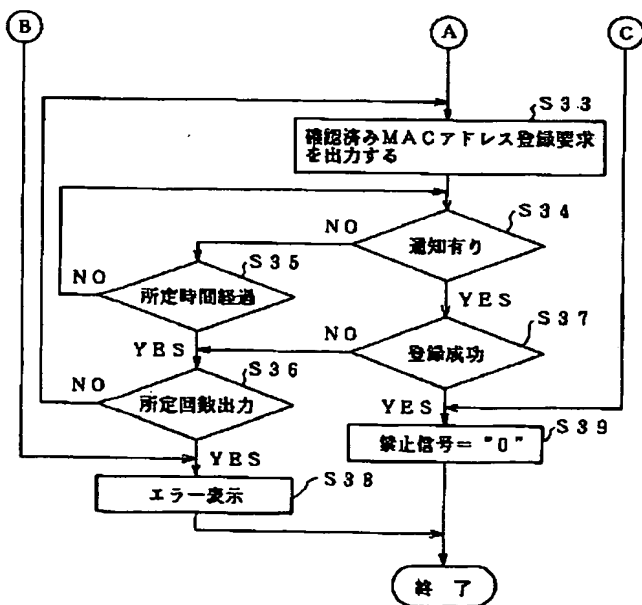 B
A
C
S33
確認済みMACアドレス登録要求
を出力する
S34
NO
通知有り
S35
NO
所定時間経過
YES
S37
YES
NO
登録成功
S36
NO
所定回数出力
YES
S39
YES
禁止信号="0"
S38
エラー表示
終了